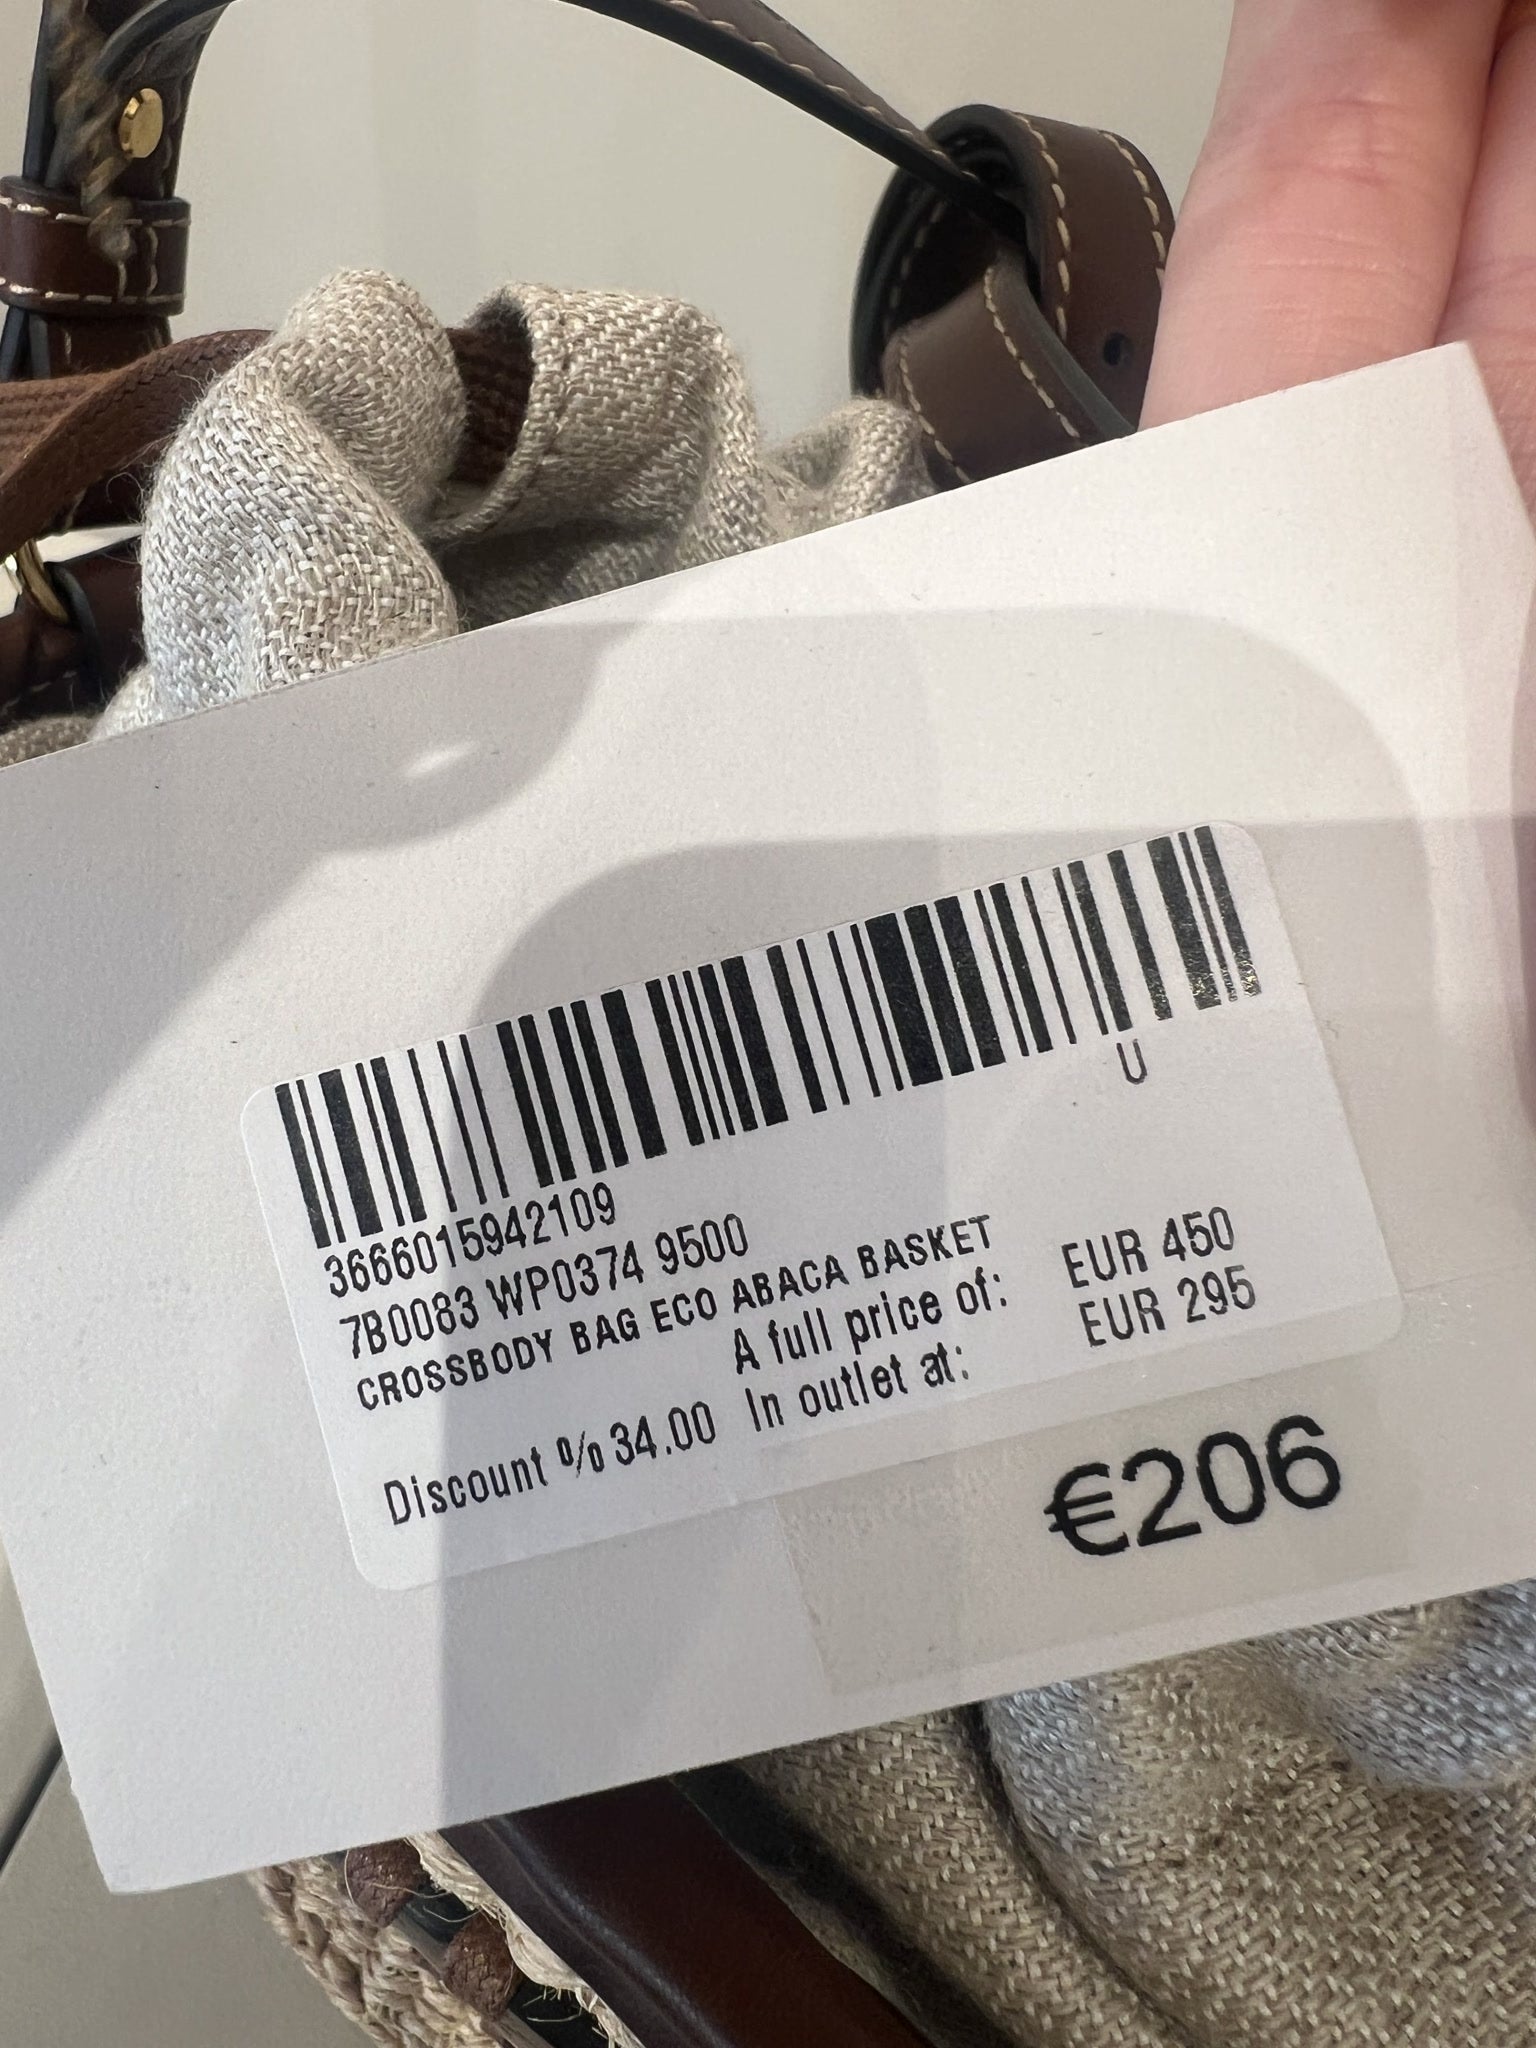 U
3666015942109
7B0083 WP0374 9500
CROSSBODY BAG ECO ABACA BASKET
A full price of: EUR 450
Discount % 34.00 In outlet at: EUR 295
€206